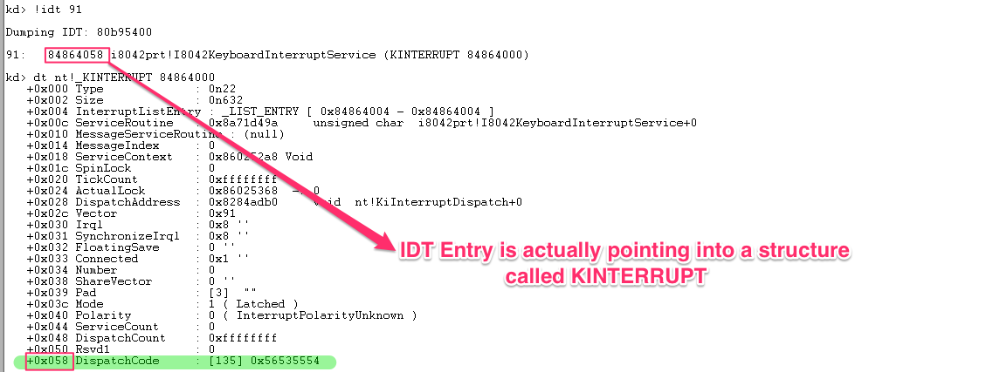 kd> !idt 91
Dumping IDT: 80b95400
91:   84864058 i8042prt!I8042KeyboardInterruptService (KINTERRUPT 84864000)
kd> dt nt!_KINTERRUPT 84864000
+0x000 Type             : 0n22
+0x002 Size             : 0n632
+0x004 InterruptListEntry : _LIST_ENTRY [ 0x84864004 - 0x84864004 ]
+0x00c ServiceRoutine   : 0x8a71d49a     unsigned char  i8042prt!I8042KeyboardInterruptService+0
+0x010 MessageServiceRoutine : (null)
+0x014 MessageIndex     : 0
+0x018 ServiceContext   : 0x860252a8 Void
+0x01c SpinLock         : 0
+0x020 TickCount        : 0xffffffff
+0x024 ActualLock       : 0x86025368  -> 0
+0x028 DispatchAddress  : 0x8284adb0     void  nt!KiInterruptDispatch+0
+0x02c Vector           : 0x91
+0x030 Irql             : 0x8 ''
+0x031 SynchronizeIrql  : 0x8 ''
+0x032 FloatingSave     : 0 ''
+0x033 Connected        : 0x1 ''
+0x034 Number           : 0
+0x038 ShareVector      : 0 ''
+0x039 Pad              : [3]  ""
+0x03c Mode             : 1 ( Latched )
+0x040 Polarity         : 0 ( InterruptPolarityUnknown )
+0x044 ServiceCount     : 0
+0x048 DispatchCount    : 0xffffffff
+0x050 Rsvd1            : 0
+0x058 DispatchCode     : [135] 0x56535554
IDT Entry is actually pointing into a structure
called KINTERRUPT